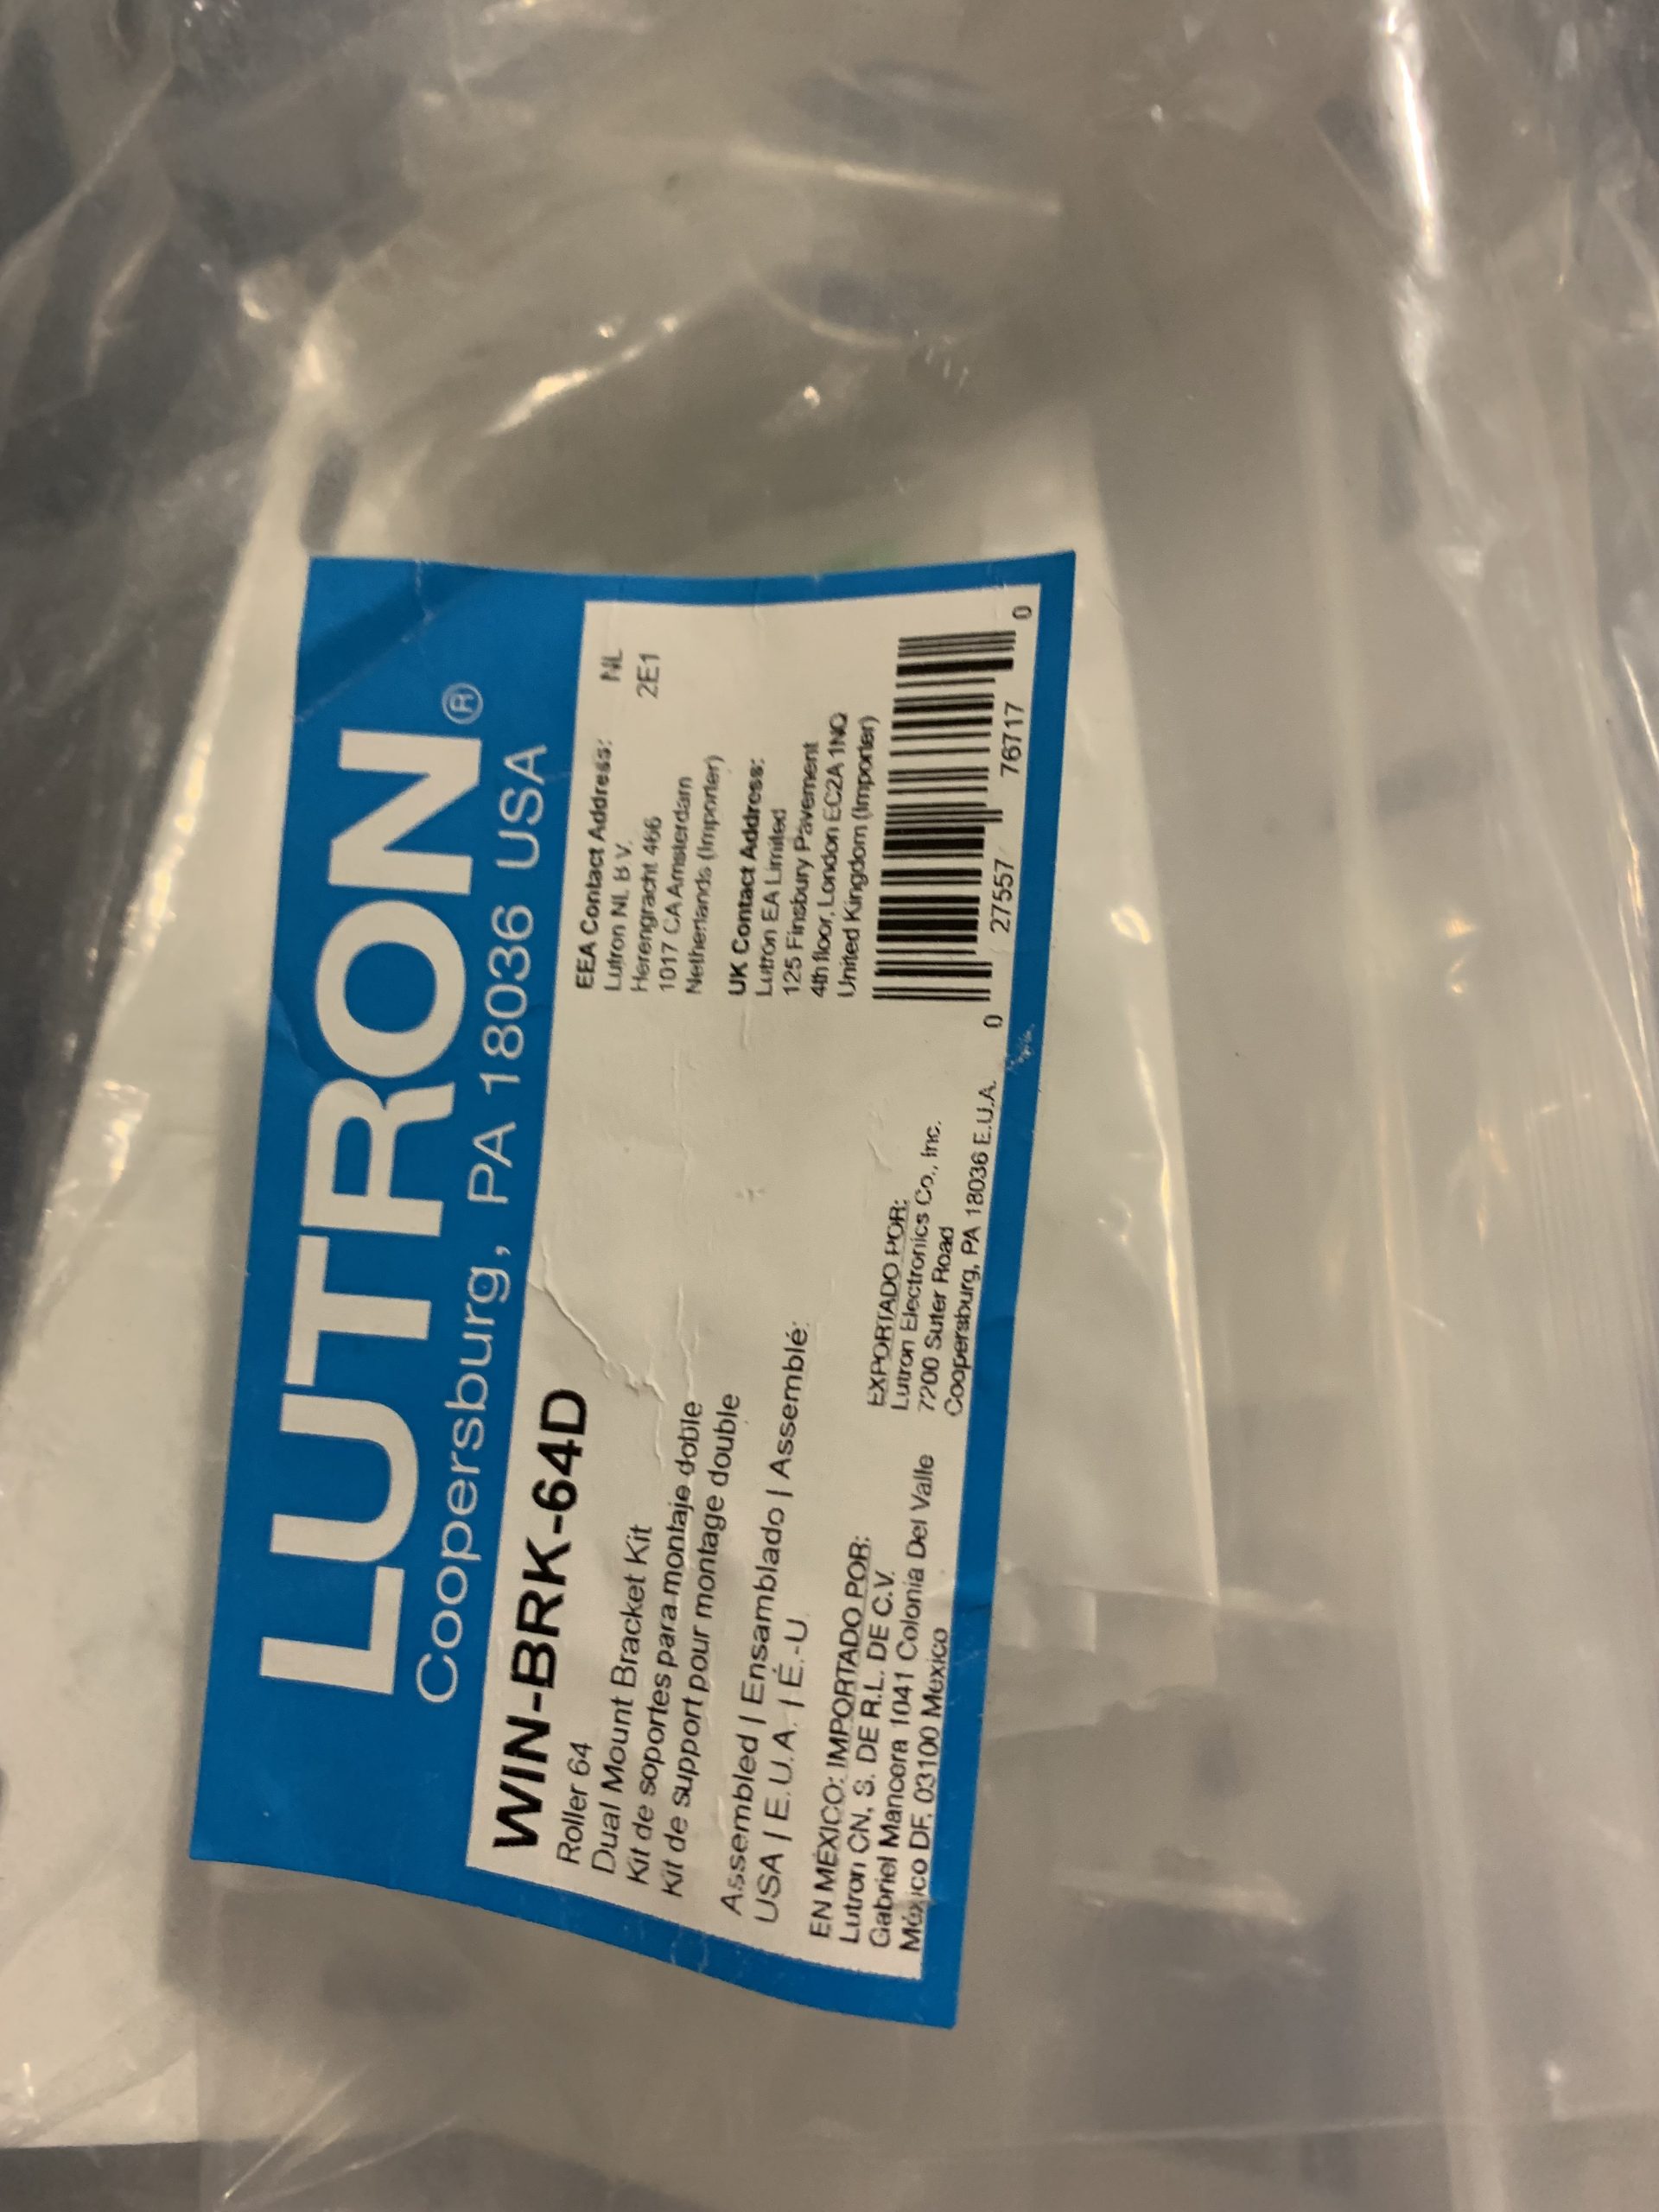 LUTRON®
Coopersburg, PA 18036 USA
WIN-BRK-64D
Roller 64
Dual Mount Bracket Kit
Kit de soportes para montaje doble
Kit de support pour montage double
Assembled | Ensamblado | Assemblé:
USA | E.U.A. | É.-U.
EN MÉXICO: IMPORTADO POR:
Lutron CN, S. DE R.L. DE C.V.
Gabriel Mancera 1041 Colonia Del Valle
México DF, 03100 Mexico
EXPORTADO POR:
Lutron Electronics Co., Inc.
7200 Suter Road
Coopersburg, PA 18036 E.U.A.
EEA Contact Address:
Lutron NL B V.
Herengracht 466
1017 CA Amsterdam
Netherlands (Importer)
NL
2E1
UK Contact Address:
Lutron EA Limited
125 Finsbury Pavement
4th floor, London EC2A 1NQ
United Kingdom (Importer)
0 27557 76717 0